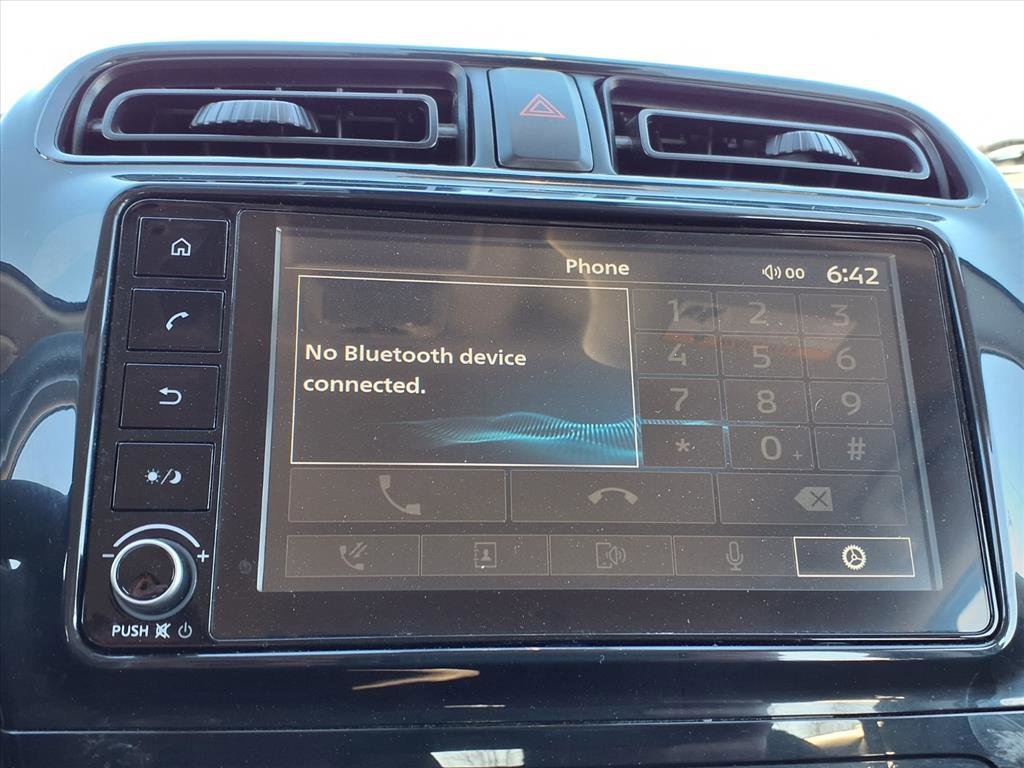 Phone
00
6:42
No Bluetooth device
connected.
1 2 3
4 5 6
7 8 9
* 0 + #
- +
PUSH